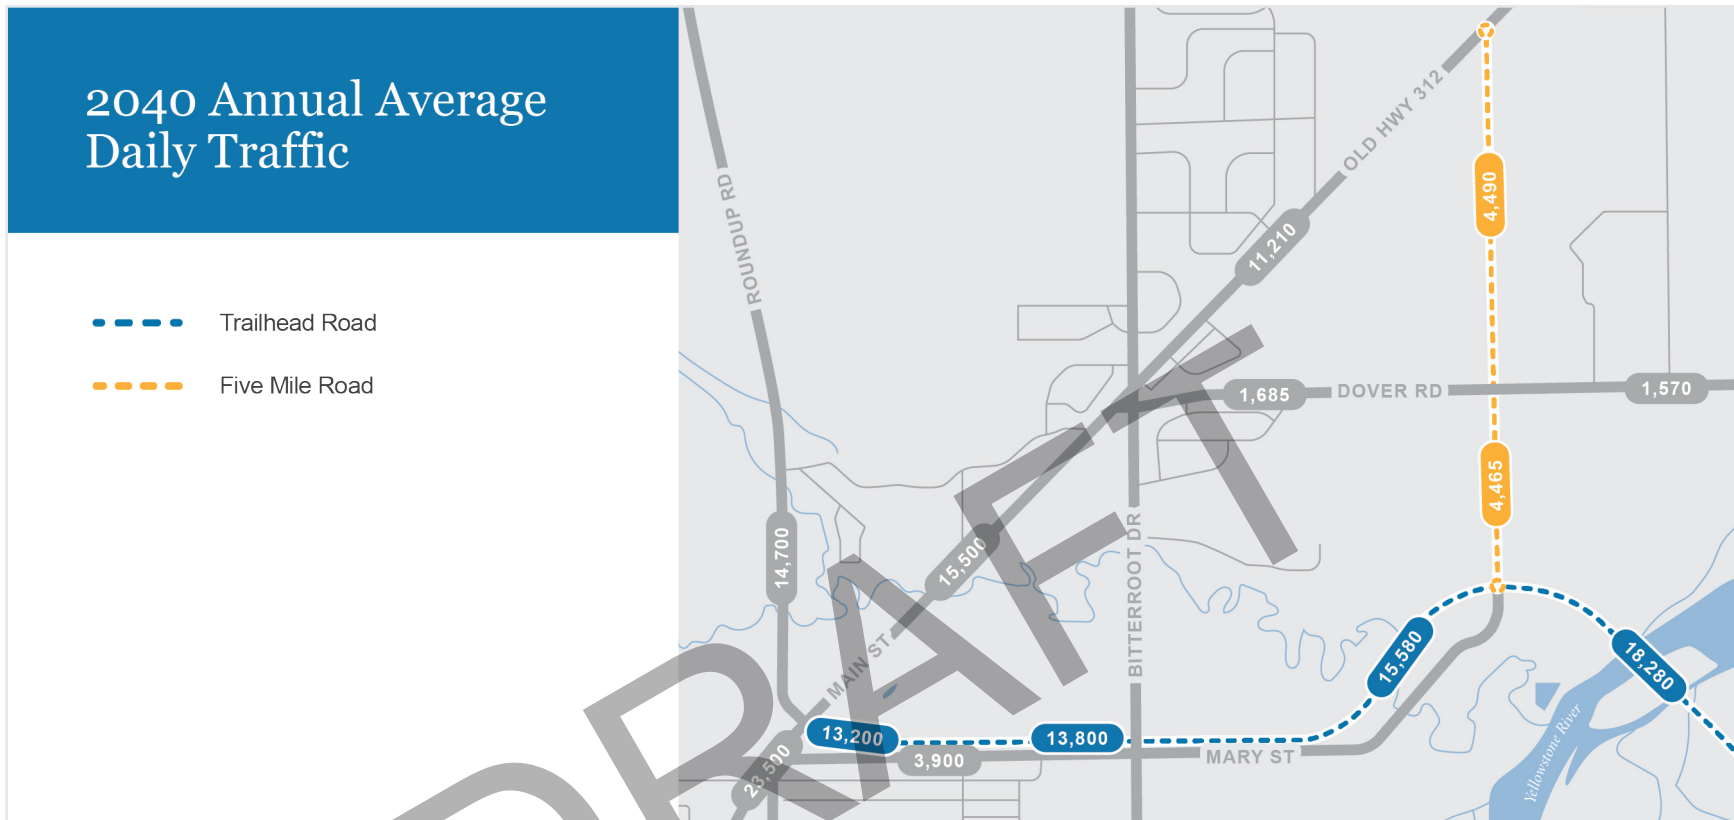 2040 Annual Average
Daily Traffic
Trailhead Road
Five Mile Road
ROUNDUP RD
OLD HWY 312
4,490
11,210
1,685
DOVER RD
1,570
4,465
14,700
15,500
BITTERROOT DR
MAIN ST
15,580
18,280
13,200
13,800
23,500
3,900
MARY ST
Yellowstone River
DRAFT